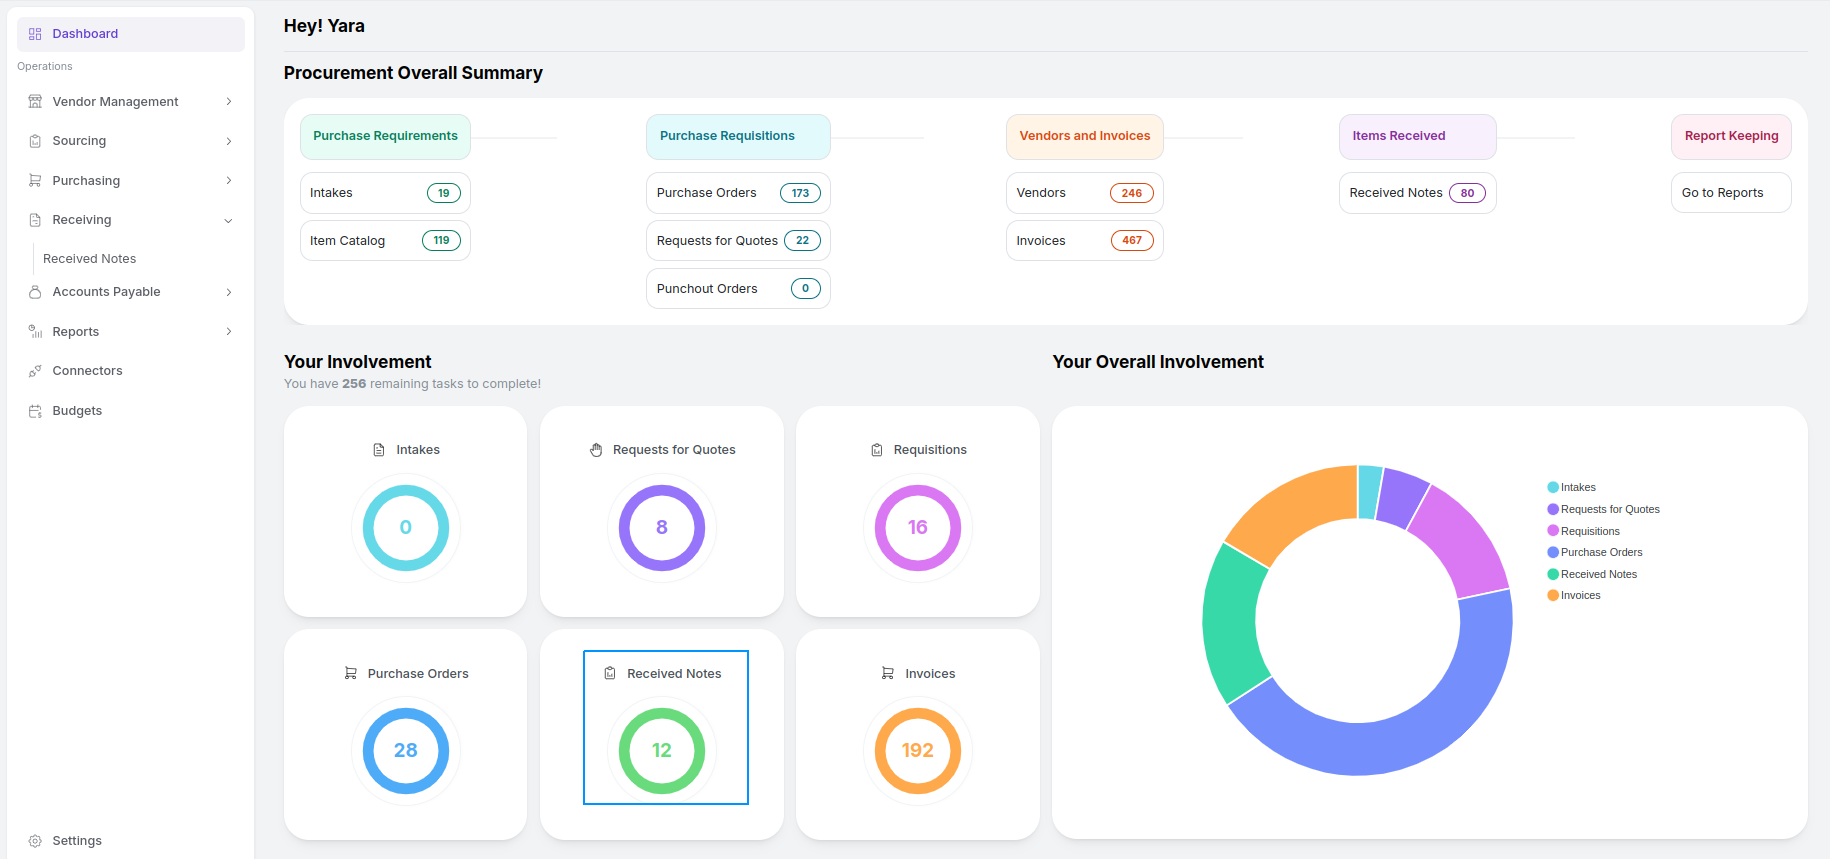 Dashboard
Operations
Vendor Management
Sourcing
Purchasing
Receiving
Received Notes
Accounts Payable
Reports
Connectors
Budgets
Settings
Hey! Yara
Procurement Overall Summary
Purchase Requirements
Intakes 19
Item Catalog 119
Purchase Requisitions
Purchase Orders 173
Requests for Quotes 22
Punchout Orders 0
Vendors and Invoices
Vendors 246
Invoices 467
Items Received
Received Notes 80
Report Keeping
Go to Reports
Your Involvement
You have 256 remaining tasks to complete!
Intakes
0
Requests for Quotes
8
Requisitions
16
Purchase Orders
28
Received Notes
12
Invoices
192
Your Overall Involvement
Intakes
Requests for Quotes
Requisitions
Purchase Orders
Received Notes
Invoices